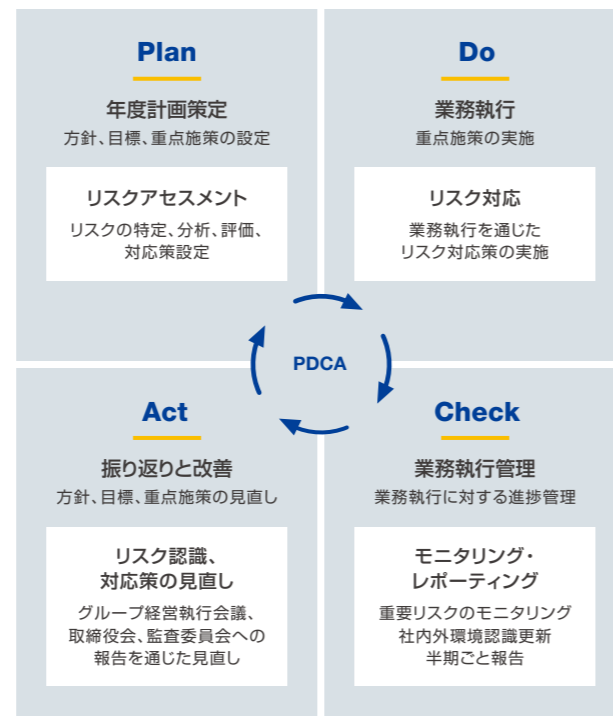 Plan
年度計画策定
方針、目標、重点施策の設定
リスクアセスメント
リスクの特定、分析、評価、
対応策設定
Do
業務執行
重点施策の実施
リスク対応
業務執行を通じた
リスク対応策の実施
PDCA
Act
振り返りと改善
方針、目標、重点施策の見直し
リスク認識、
対応策の見直し
グループ経営執行会議、
取締役会、監査委員会への
報告を通じた見直し
Check
業務執行管理
業務執行に対する進捗管理
モニタリング・
レポーティング
重要リスクのモニタリング
社内外環境認識更新
半期ごと報告